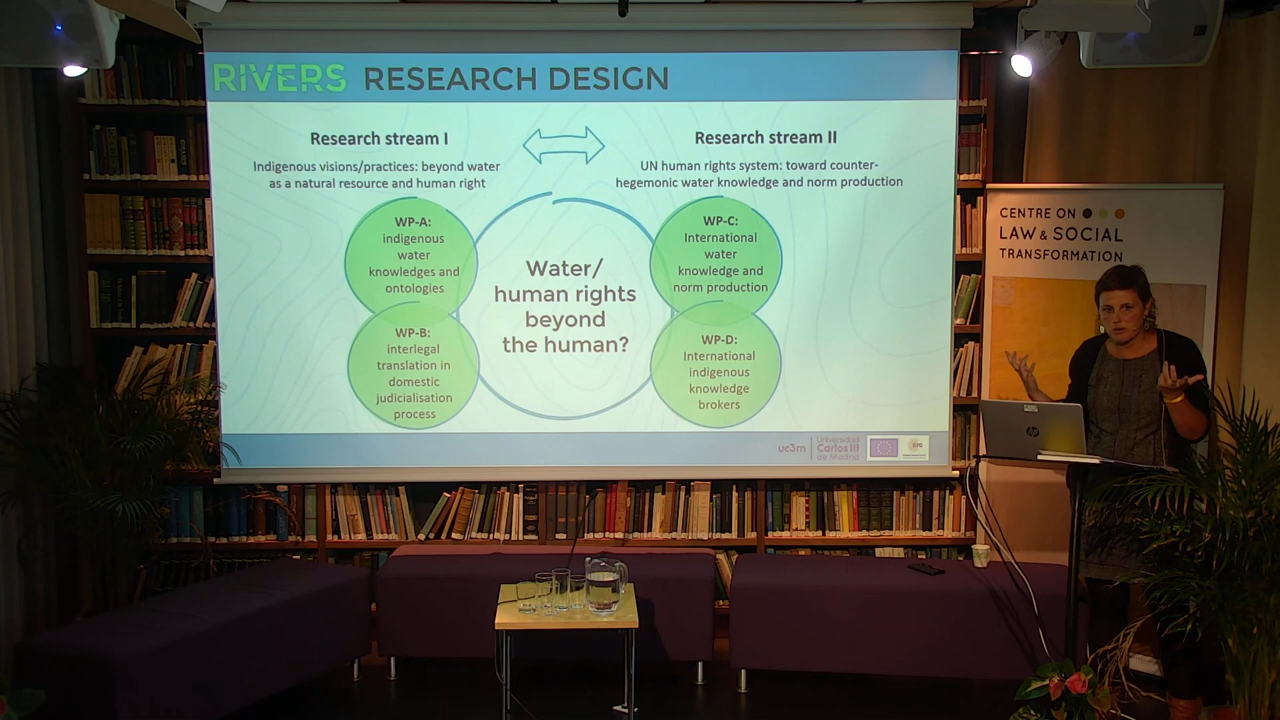 RIVERS RESEARCH DESIGN
Research stream I
Indigenous visions/practices: beyond water
as a natural resource and human right
Research stream II
UN human rights system: toward counter-
hegemonic water knowledge and norm production
WP-A:
indigenous
water
knowledges and
ontologies
WP-B:
interlegal
translation in
domestic
judicialisation
process
Water/
human rights
beyond
the human?
WP-C:
International
water
knowledge and
norm production
WP-D:
International
indigenous
knowledge
brokers
uc3m
Universidad
Carlos III
de Madrid
erc
CENTRE ON
LAW & SOCIAL
TRANSFORMATION
hp